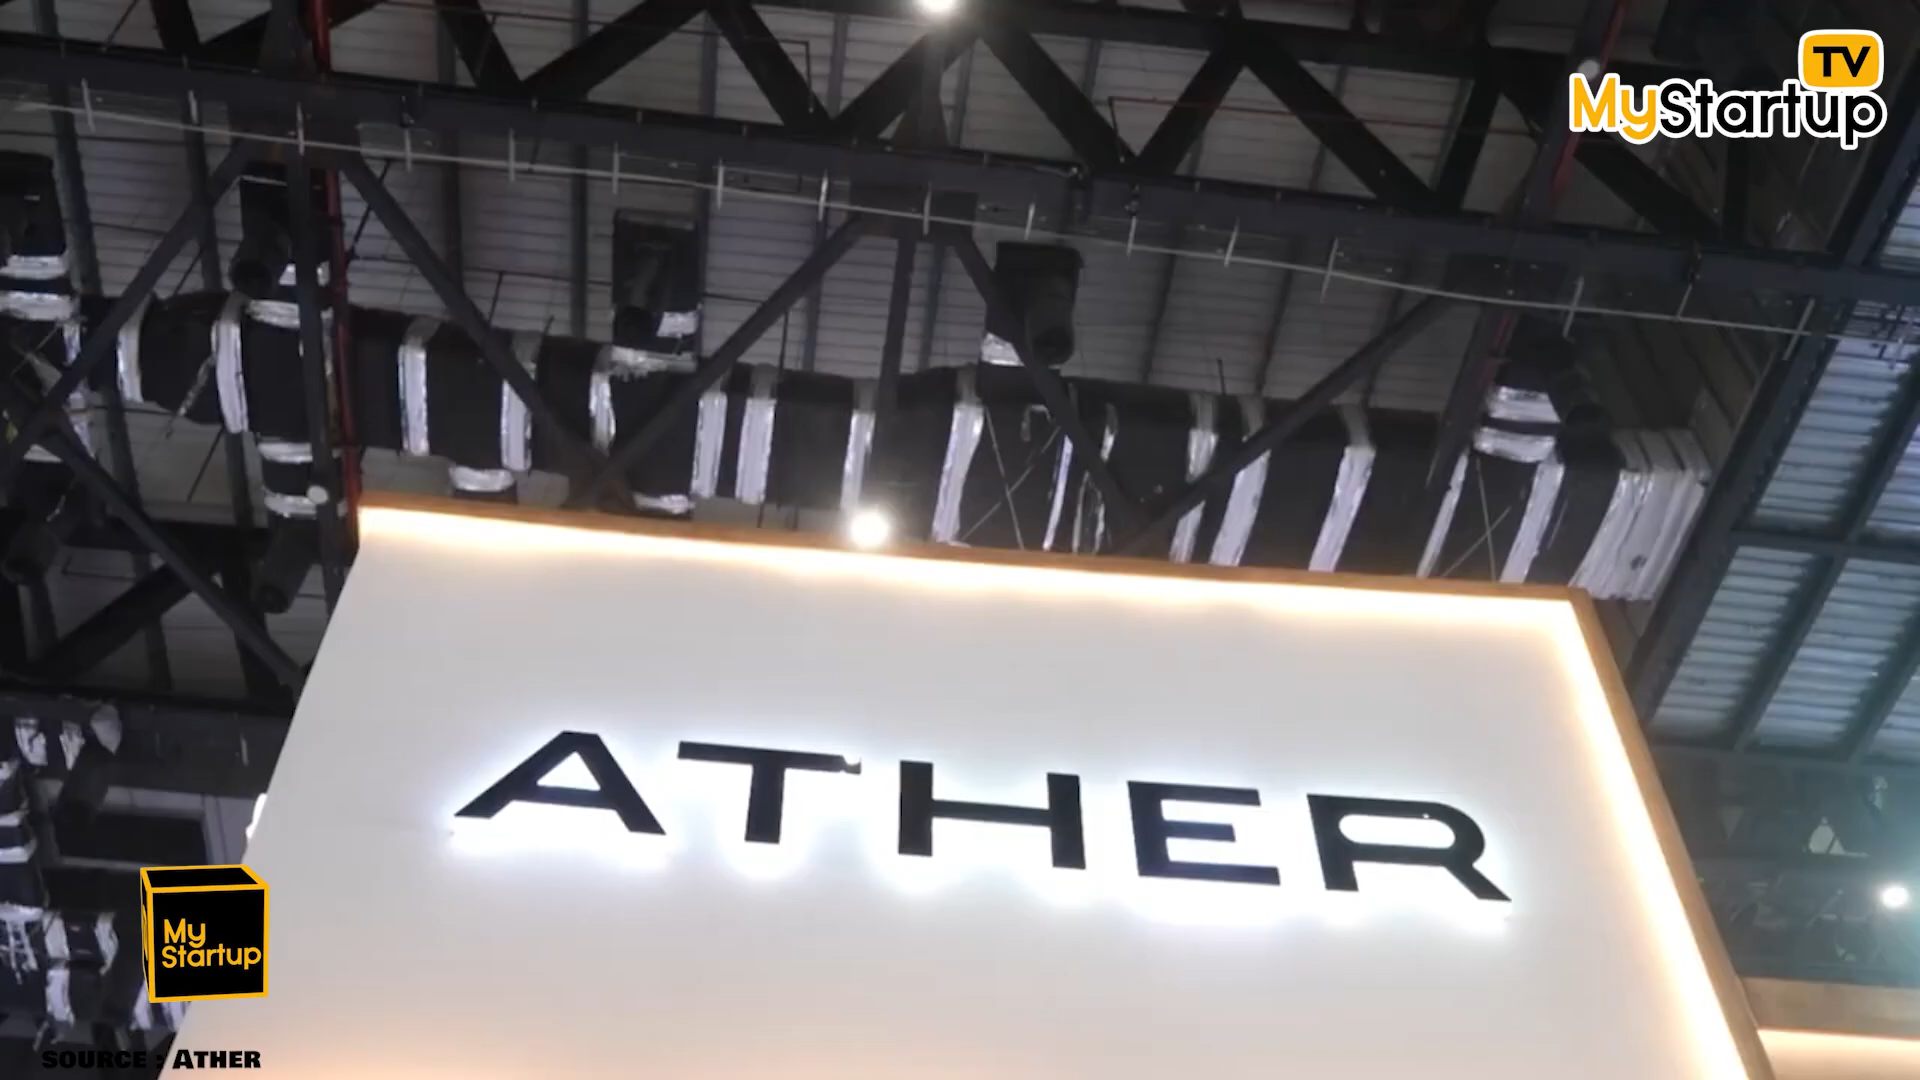 TV
MyStartup
ATHER
My
Startup
SOURCE : ATHER